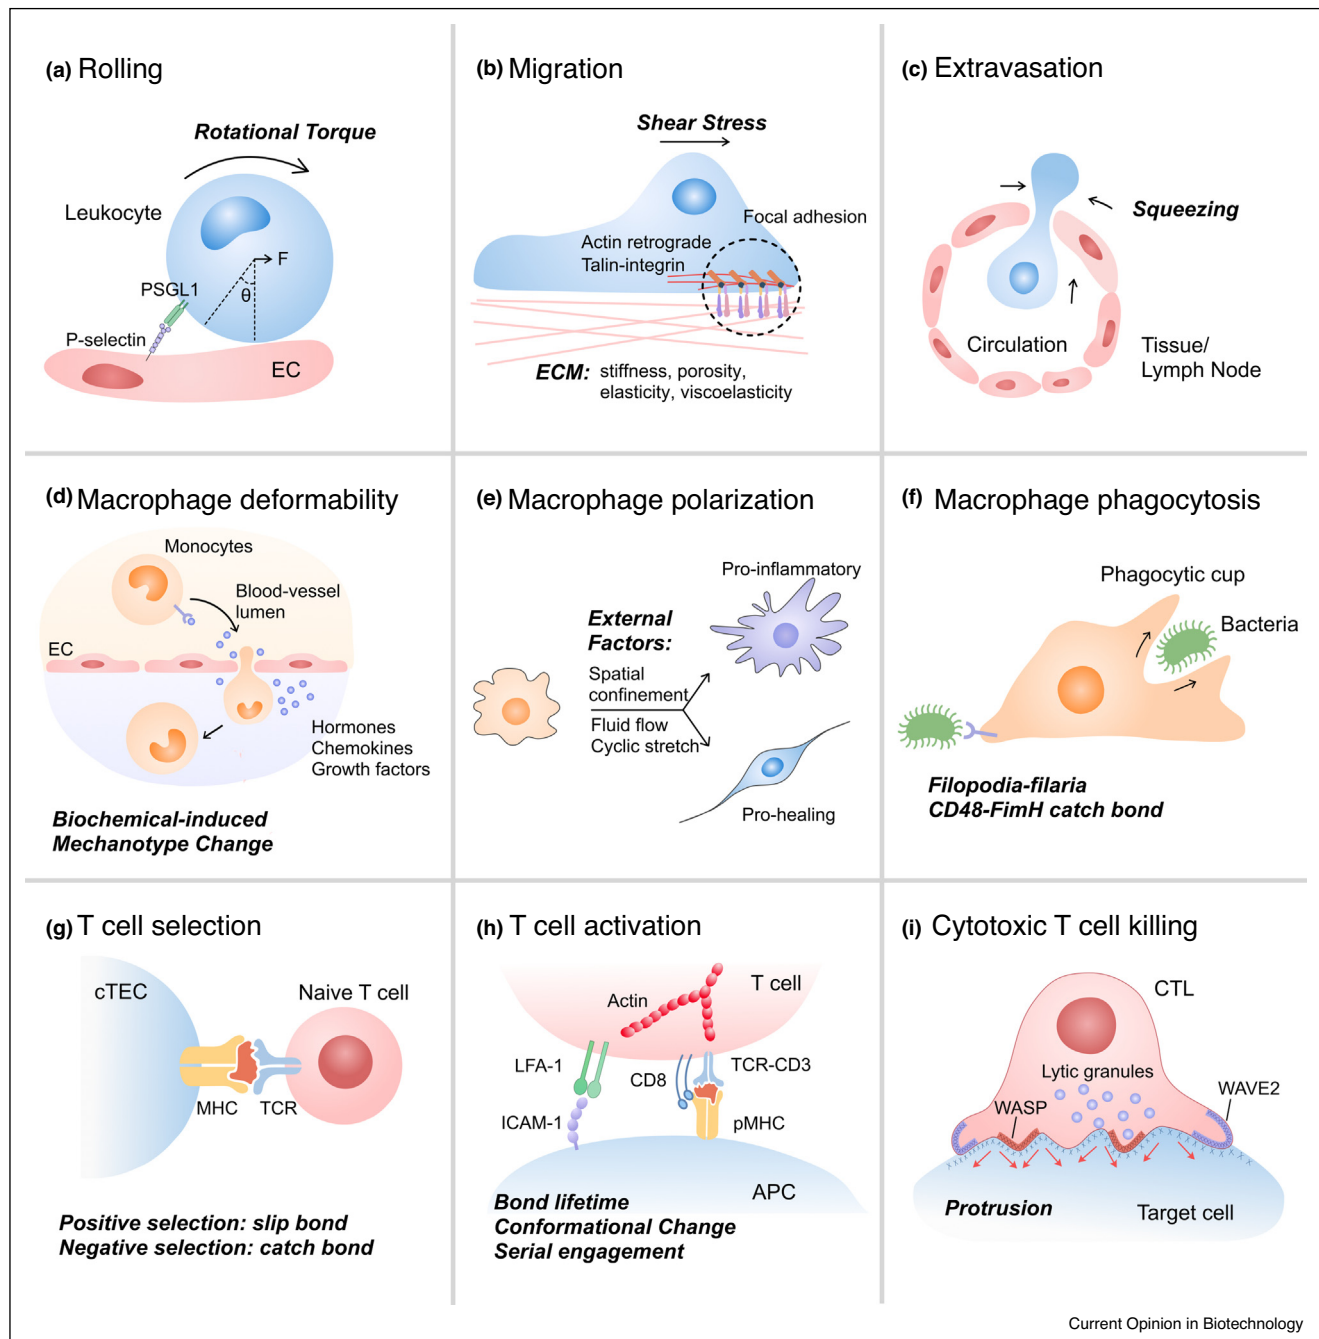 (a) Rolling
Rotational Torque
Leukocyte
F
θ
PSGL1
P-selectin
EC
(b) Migration
Shear Stress
Focal adhesion
Actin retrograde
Talin-integrin
ECM: stiffness, porosity,
elasticity, viscoelasticity
(c) Extravasation
Squeezing
Circulation
Tissue/
Lymph Node
(d) Macrophage deformability
Monocytes
Blood-vessel
lumen
EC
Hormones
Chemokines
Growth factors
Biochemical-induced
Mechanotype Change
(e) Macrophage polarization
Pro-inflammatory
External
Factors:
Spatial
confinement
Fluid flow
Cyclic stretch
Pro-healing
(f) Macrophage phagocytosis
Phagocytic cup
Bacteria
Filopodia-filaria
CD48-FimH catch bond
(g) T cell selection
cTEC
Naive T cell
MHC
TCR
Positive selection: slip bond
Negative selection: catch bond
(h) T cell activation
T cell
Actin
LFA-1
CD8
TCR-CD3
ICAM-1
pMHC
APC
Bond lifetime
Conformational Change
Serial engagement
(i) Cytotoxic T cell killing
CTL
Lytic granules
WAVE2
WASP
Protrusion
Target cell
Current Opinion in Biotechnology